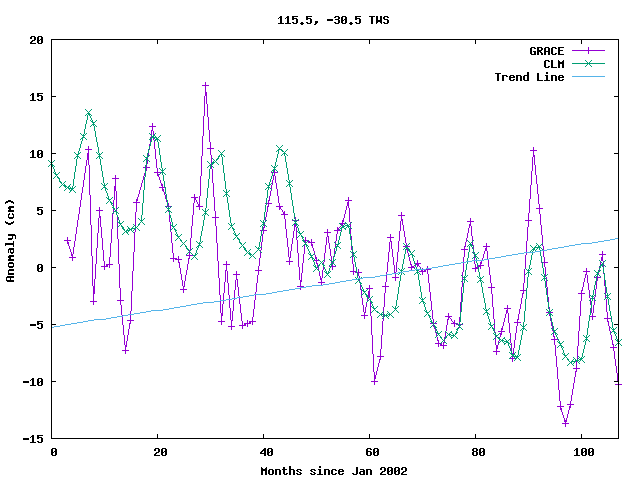 115.5, -30.5 TWS
GRACE
CLM
Trend Line
20
15
10
5
0
-5
-10
-15
Anomaly (cm)
0 20 40 60 80 100
Months since Jan 2002